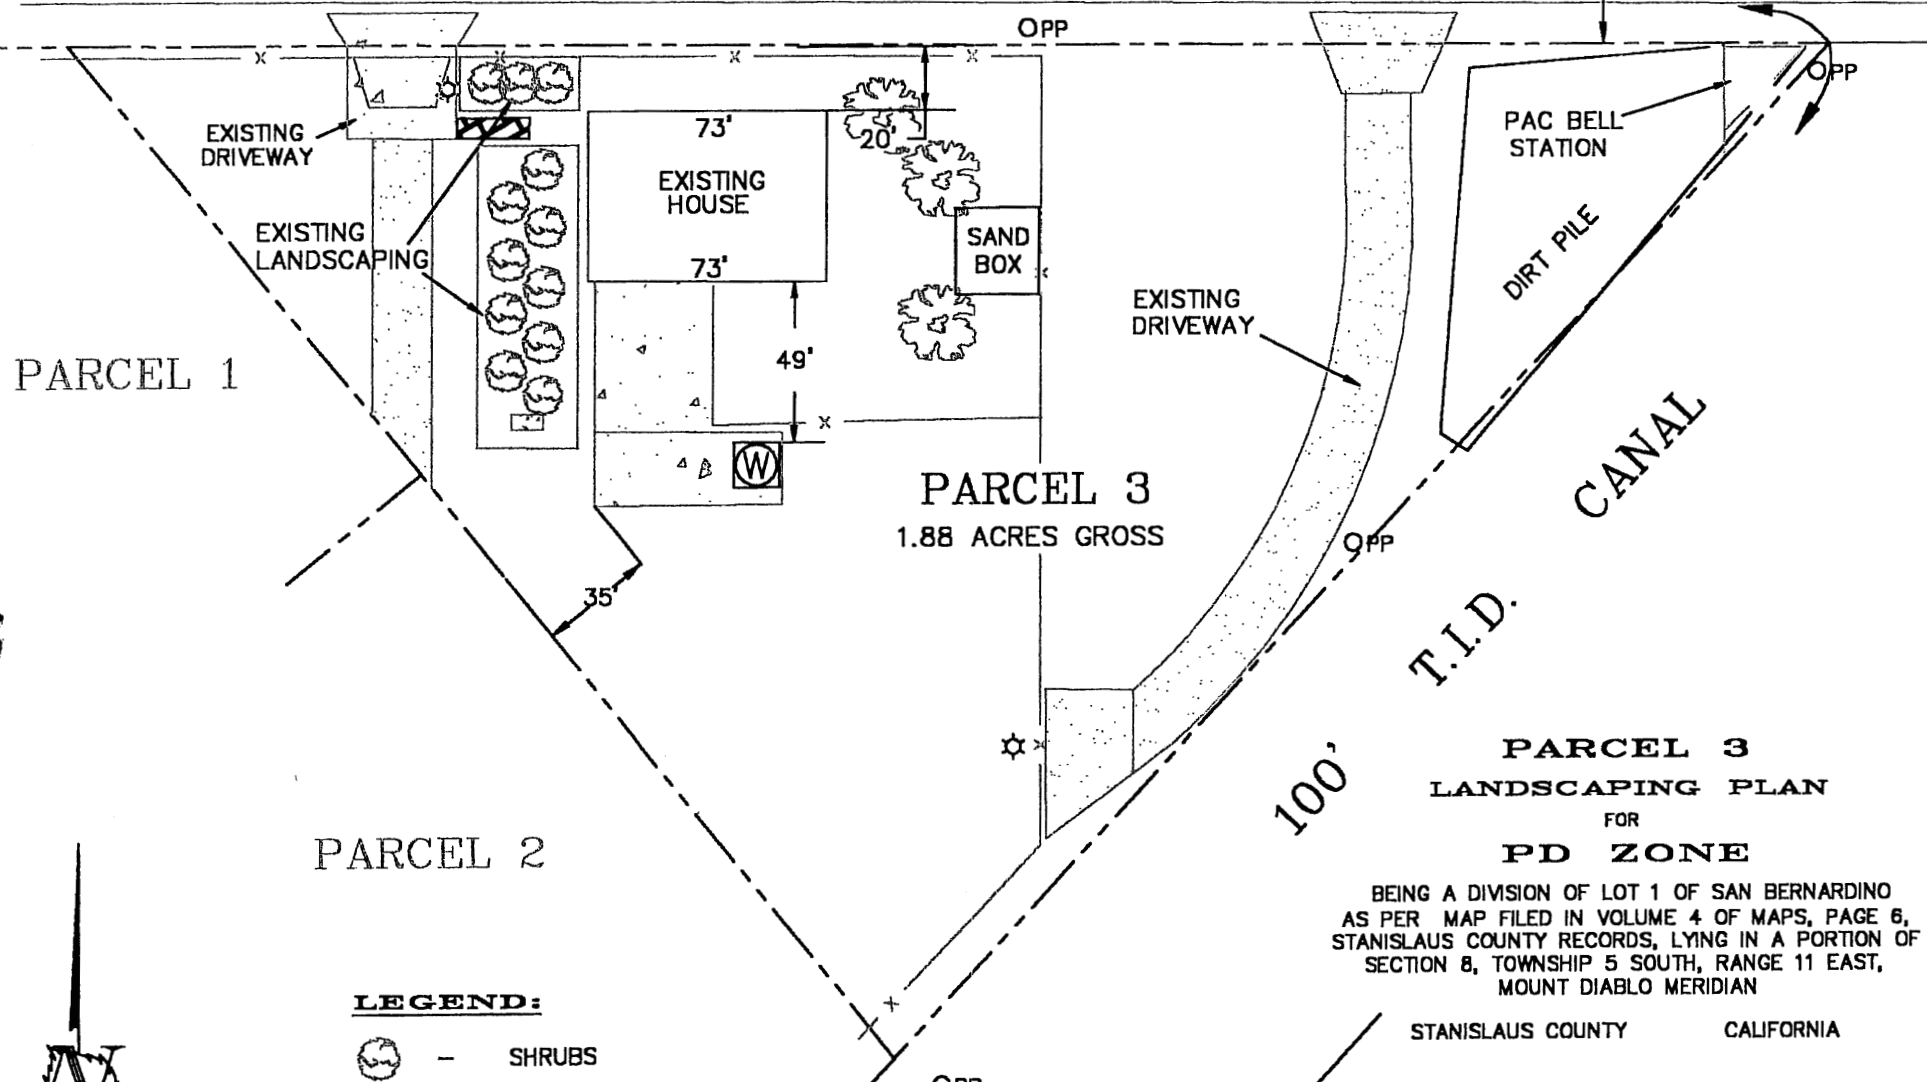 PP
PP
73'
20'
PAC BELL
STATION
EXISTING
DRIVEWAY
EXISTING
HOUSE
EXISTING
LANDSCAPING
SAND
BOX
DIRT PILE
73'
EXISTING
DRIVEWAY
49'
PARCEL 1
W
PARCEL 3
1.88 ACRES GROSS
PP
35'
100' T.I.D. CANAL
PARCEL 2
PARCEL 3
LANDSCAPING PLAN
FOR
PD ZONE
BEING A DIVISION OF LOT 1 OF SAN BERNARDINO
AS PER MAP FILED IN VOLUME 4 OF MAPS, PAGE 6,
STANISLAUS COUNTY RECORDS, LYING IN A PORTION OF
SECTION 8, TOWNSHIP 5 SOUTH, RANGE 11 EAST,
MOUNT DIABLO MERIDIAN
STANISLAUS COUNTY CALIFORNIA
LEGEND:
- SHRUBS
PP